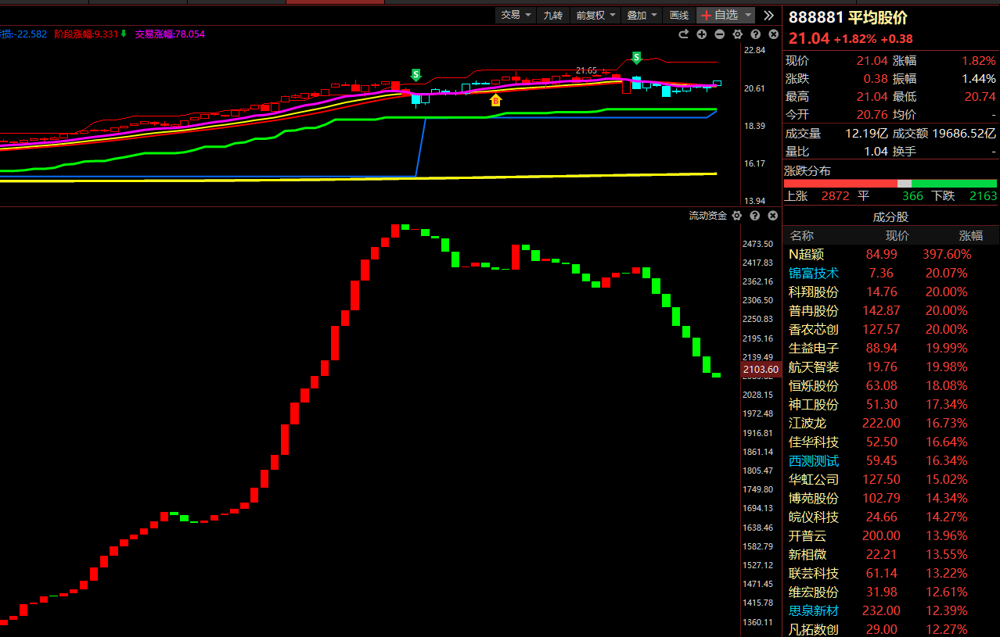 交易 九转 前复权 叠加 画线 +自选
损:-22.582 阶段涨幅:9.331 交易涨幅:78.054
S
S
B
21.65
22.84
20.61
18.39
16.17
13.94
流动资金
2473.50
2417.83
2362.16
2306.50
2250.83
2195.16
2139.49
2103.60
2028.15
1972.48
1916.81
1861.14
1805.47
1749.80
1694.13
1638.46
1582.79
1527.12
1471.45
1415.78
1360.11
888881 平均股价
21.04 +1.82% +0.38
现价 21.04 涨幅 1.82%
涨跌 0.38 振幅 1.44%
最高 21.04 最低 20.74
今开 20.76 均价 -
成交量 12.19亿 成交额 19686.52亿
量比 1.04 换手 -
涨跌分布
上涨 2872 平 366 下跌 2163
成分股
名称 现价 涨幅
N超颖 84.99 397.60%
锦富技术 7.36 20.07%
科翔股份 14.76 20.00%
普冉股份 142.87 20.00%
香农芯创 127.57 20.00%
生益电子 88.94 19.99%
航天智装 19.76 19.98%
恒烁股份 63.08 18.08%
神工股份 51.30 17.34%
江波龙 222.00 16.73%
佳华科技 52.50 16.64%
西测测试 59.45 16.34%
华虹公司 127.50 15.02%
博苑股份 102.79 14.34%
皖仪科技 24.66 14.27%
开普云 200.00 13.96%
新相微 22.21 13.55%
联芸科技 61.14 13.22%
维宏股份 31.98 12.61%
思泉新材 232.00 12.39%
凡拓数创 29.00 12.27%